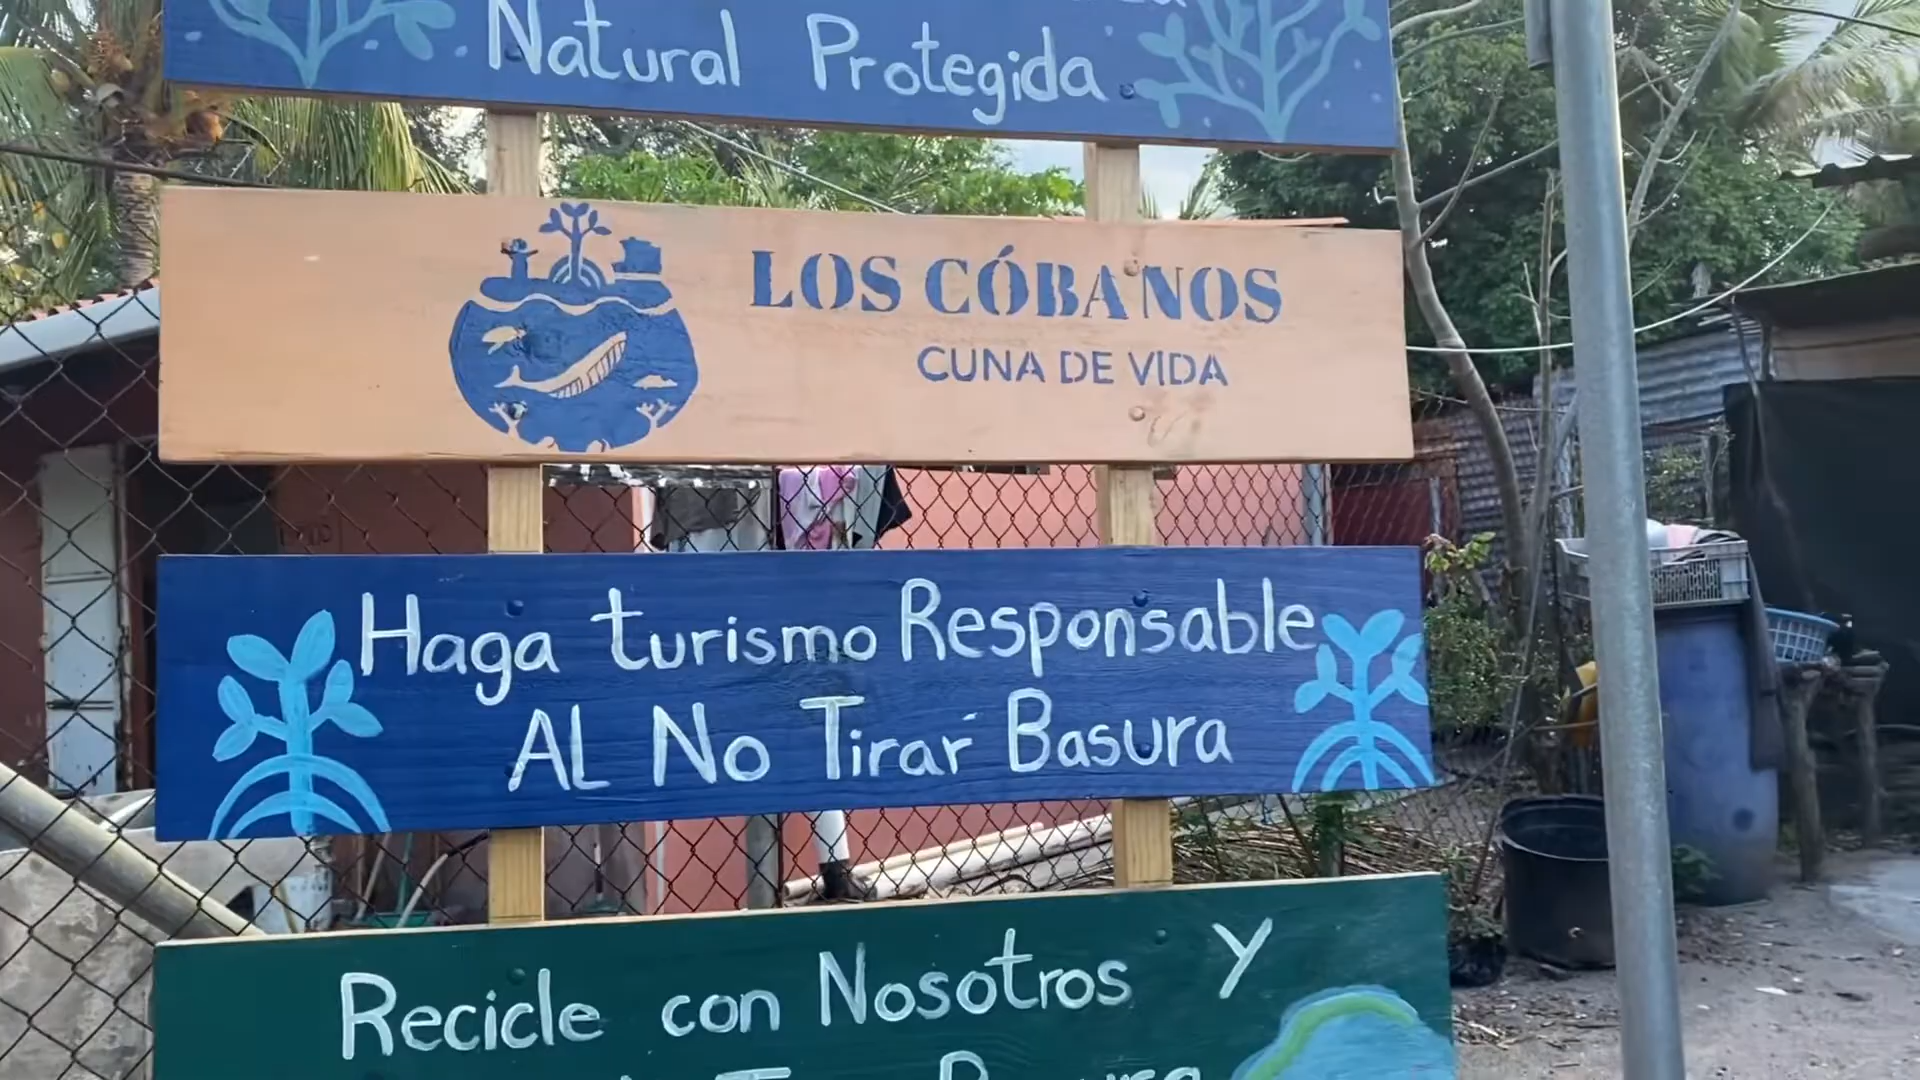 Natural Protegida
LOS CÓBANOS
CUNA DE VIDA
Haga turismo Responsable
AL No Tirar Basura
Recicle con Nosotros Y